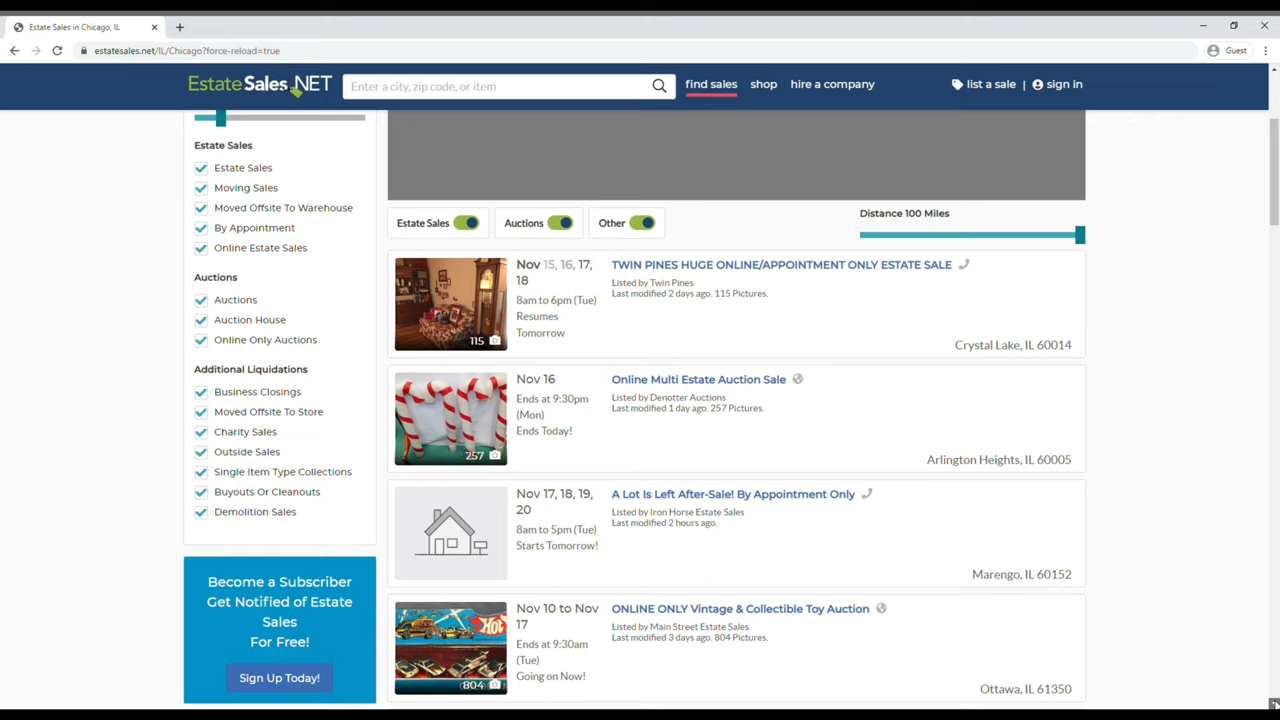 Estate Sales in Chicago, IL
Guest
estatesales.net/IL/Chicago?force-reload=true
EstateSales.NET
Enter a city, zip code, or item
find sales
shop
hire a company
list a sale | sign in
Estate Sales
Estate Sales
Moving Sales
Moved Offsite To Warehouse
By Appointment
Online Estate Sales
Auctions
Auctions
Auction House
Online Only Auctions
Additional Liquidations
Business Closings
Moved Offsite To Store
Charity Sales
Outside Sales
Single Item Type Collections
Buyouts Or Cleanouts
Demolition Sales
Become a Subscriber
Get Notified of Estate
Sales
For Free!
Sign Up Today!
Estate Sales
Auctions
Other
Distance 100 Miles
115
Nov 15, 16, 17,
18
8am to 6pm (Tue)
Resumes
Tomorrow
TWIN PINES HUGE ONLINE/APPOINTMENT ONLY ESTATE SALE
Listed by Twin Pines
Last modified 2 days ago. 115 Pictures.
Crystal Lake, IL 60014
257
Nov 16
Ends at 9:30pm
(Mon)
Ends Today!
Online Multi Estate Auction Sale
Listed by Denotter Auctions
Last modified 1 day ago. 257 Pictures.
Arlington Heights, IL 60005
Nov 17, 18, 19,
20
8am to 5pm (Tue)
Starts Tomorrow!
A Lot Is Left After-Sale! By Appointment Only
Listed by Iron Horse Estate Sales
Last modified 2 hours ago.
Marengo, IL 60152
HOT
804
Nov 10 to Nov
17
Ends at 9:30am
(Tue)
Going on Now!
ONLINE ONLY Vintage & Collectible Toy Auction
Listed by Main Street Estate Sales
Last modified 3 days ago. 804 Pictures.
Ottawa, IL 61350